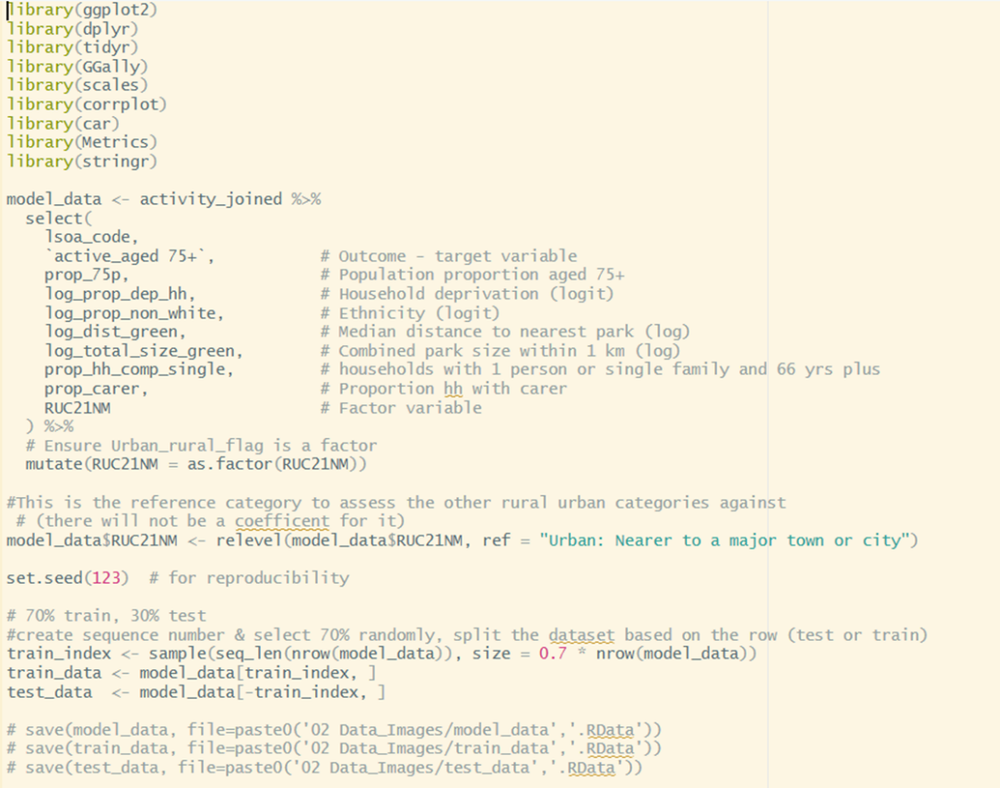 library(ggplot2)
library(dplyr)
library(tidyr)
library(GGally)
library(scales)
library(corrplot)
library(car)
library(Metrics)
library(stringr)
model_data <- activity_joined %>%
select(
lsoa_code,
`active_aged 75+`, # Outcome - target variable
prop_75p, # Population proportion aged 75+
log_prop_dep_hh, # Household deprivation (logit)
log_prop_non_white, # Ethnicity (logit)
log_dist_green, # Median distance to nearest park (log)
log_total_size_green, # Combined park size within 1 km (log)
prop_hh_comp_single, # households with 1 person or single family and 66 yrs plus
prop_carer, # Proportion hh with carer
RUC21NM # Factor variable
) %>%
# Ensure Urban_rural_flag is a factor
mutate(RUC21NM = as.factor(RUC21NM))
#This is the reference category to assess the other rural urban categories against
# (there will not be a coefficent for it)
model_data$RUC21NM <- relevel(model_data$RUC21NM, ref = "Urban: Nearer to a major town or city")
set.seed(123) # for reproducibility
# 70% train, 30% test
#create sequence number & select 70% randomly, split the dataset based on the row (test or train)
train_index <- sample(seq_len(nrow(model_data)), size = 0.7 * nrow(model_data))
train_data <- model_data[train_index, ]
test_data <- model_data[-train_index, ]
# save(model_data, file=paste0('02 Data_Images/model_data','.RData'))
# save(train_data, file=paste0('02 Data_Images/train_data','.RData'))
# save(test_data, file=paste0('02 Data_Images/test_data','.RData'))